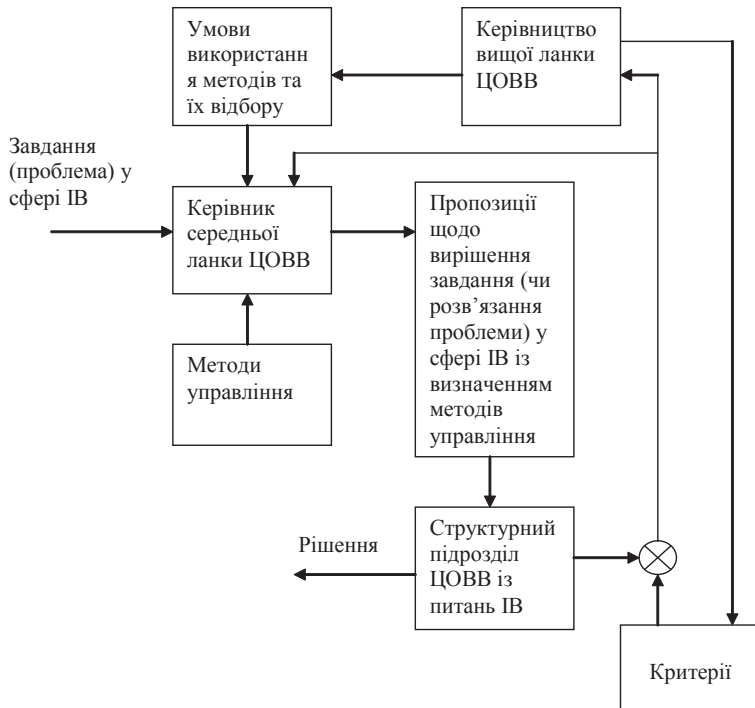 Умови
використанн
я методів та
їх відбору
Керівництво
вищої ланки
ЦОВВ
Завдання
(проблема) у
сфері ІВ
Керівник
середньої
ланки ЦОВВ
Пропозиції
щодо
вирішення
завдання (чи
розв’язання
проблеми) у
сфері ІВ із
визначенням
методів
управління
Методи
управління
Рішення
Структурний
підрозділ
ЦОВВ із
питань ІВ
Критерії